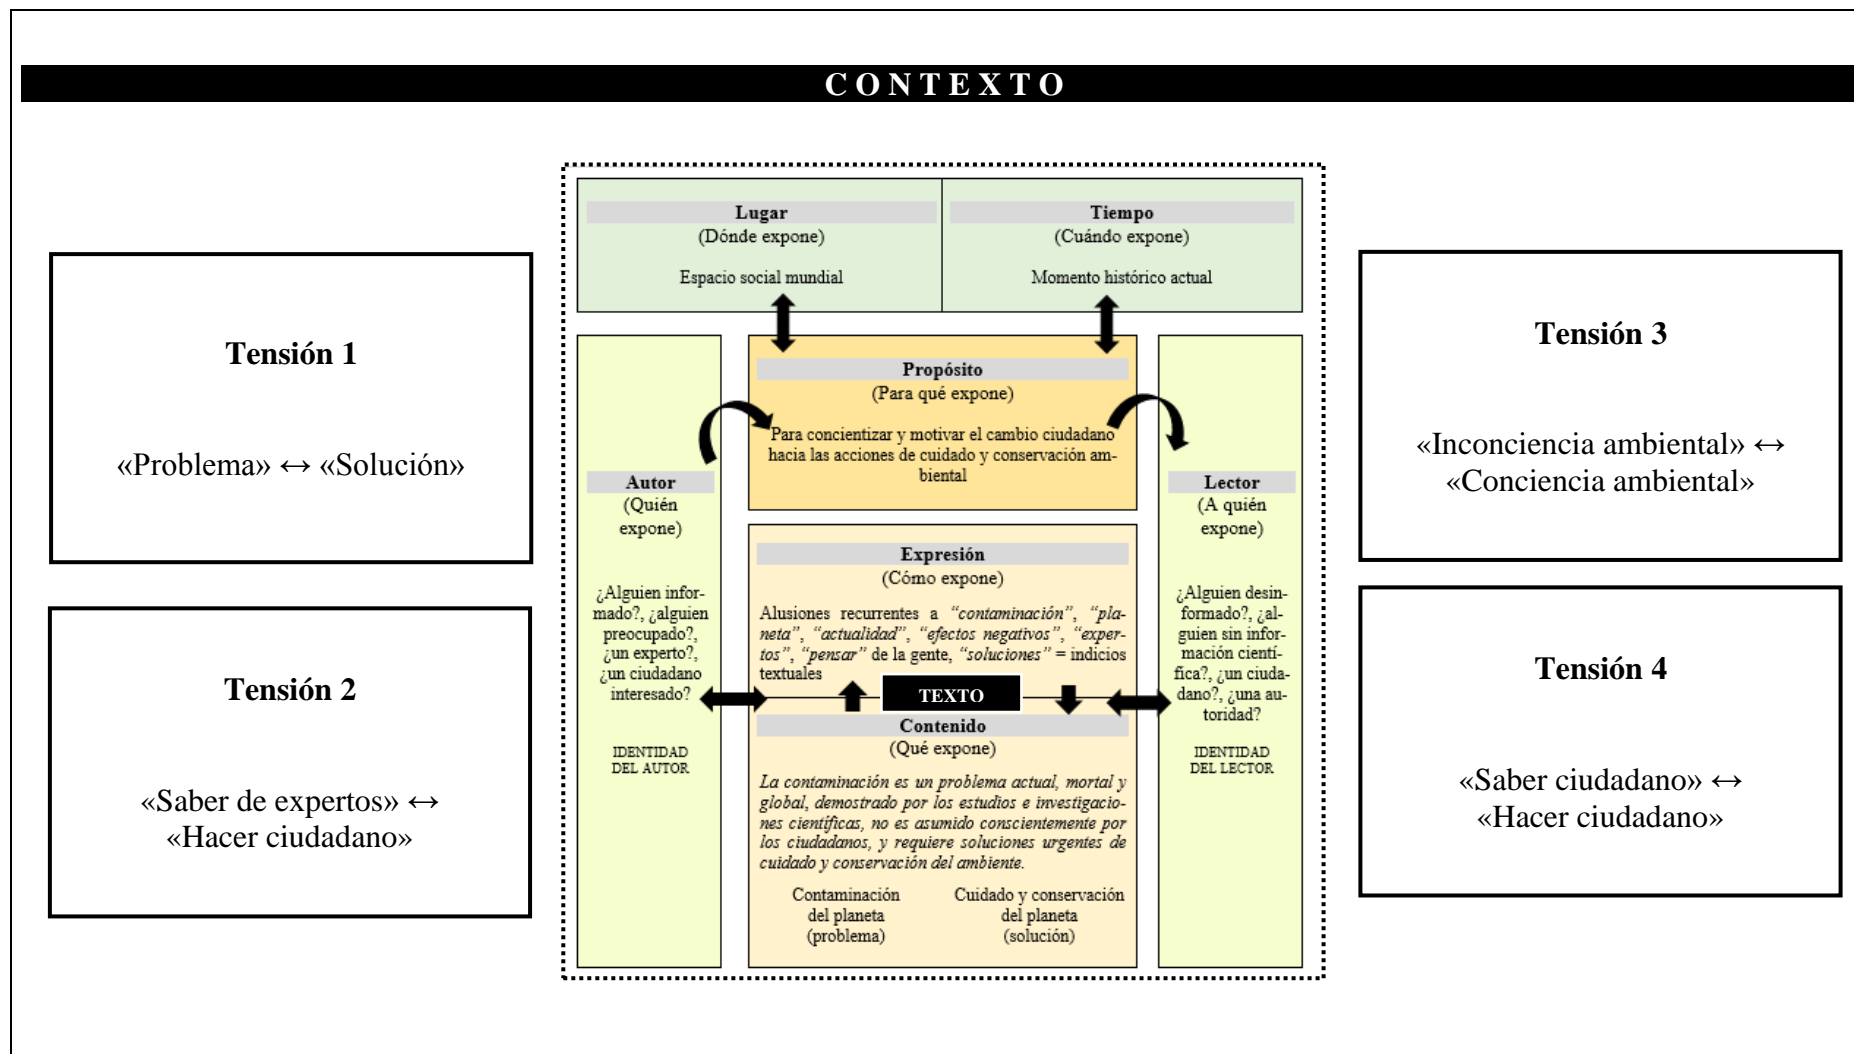 CONTEXTO
Lugar
(Dónde expone)
Espacio social mundial
Tiempo
(Cuándo expone)
Momento histórico actual
Tensión 1
«Problema» ↔ «Solución»
Tensión 2
«Saber de expertos» ↔
«Hacer ciudadano»
Autor
(Quién
expone)
¿Alguien infor-
mado?, ¿alguien
preocupado?,
¿un experto?,
¿un ciudadano
interesado?
IDENTIDAD
DEL AUTOR
Propósito
(Para qué expone)
Para concientizar y motivar el cambio ciudadano
hacia las acciones de cuidado y conservación am-
biental
Expresión
(Cómo expone)
Alusiones recurrentes a “contaminación”, “pla-
neta”, “actualidad”, “efectos negativos”, “exper-
tos”, “pensar” de la gente, “soluciones” = indicios
textuales
TEXTO
Contenido
(Qué expone)
La contaminación es un problema actual, mortal y
global, demostrado por los estudios e investigacio-
nes científicas, no es asumido conscientemente por
los ciudadanos, y requiere soluciones urgentes de
cuidado y conservación del ambiente.
Contaminación
del planeta
(problema)
Cuidado y conservación
del planeta
(solución)
Lector
(A quién
expone)
¿Alguien desin-
formado?, ¿al-
guien sin infor-
mación cientí-
fica?, ¿un ciuda-
dano?, ¿una au-
toridad?
IDENTIDAD
DEL LECTOR
Tensión 3
«Inconciencia ambiental» ↔
«Conciencia ambiental»
Tensión 4
«Saber ciudadano» ↔
«Hacer ciudadano»